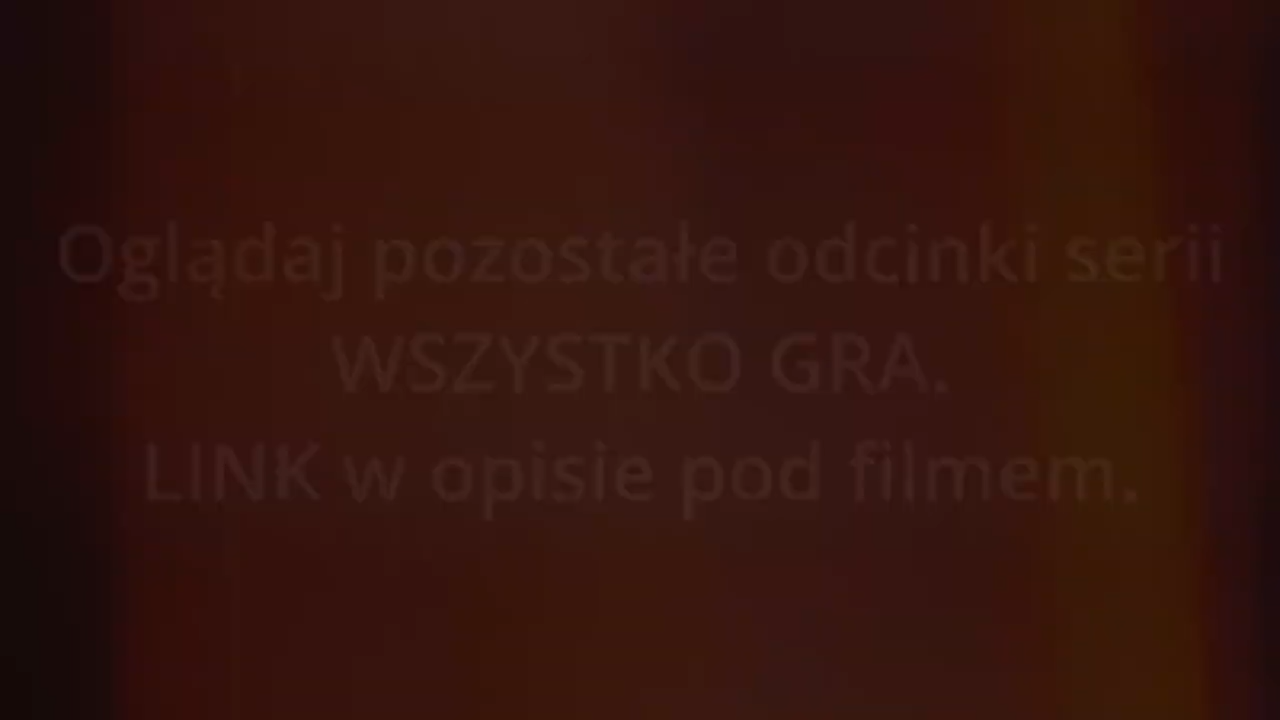 Oglądaj pozostałe odcinki serii
WSZYSTKO GRA.
LINK w opisie pod filmem.